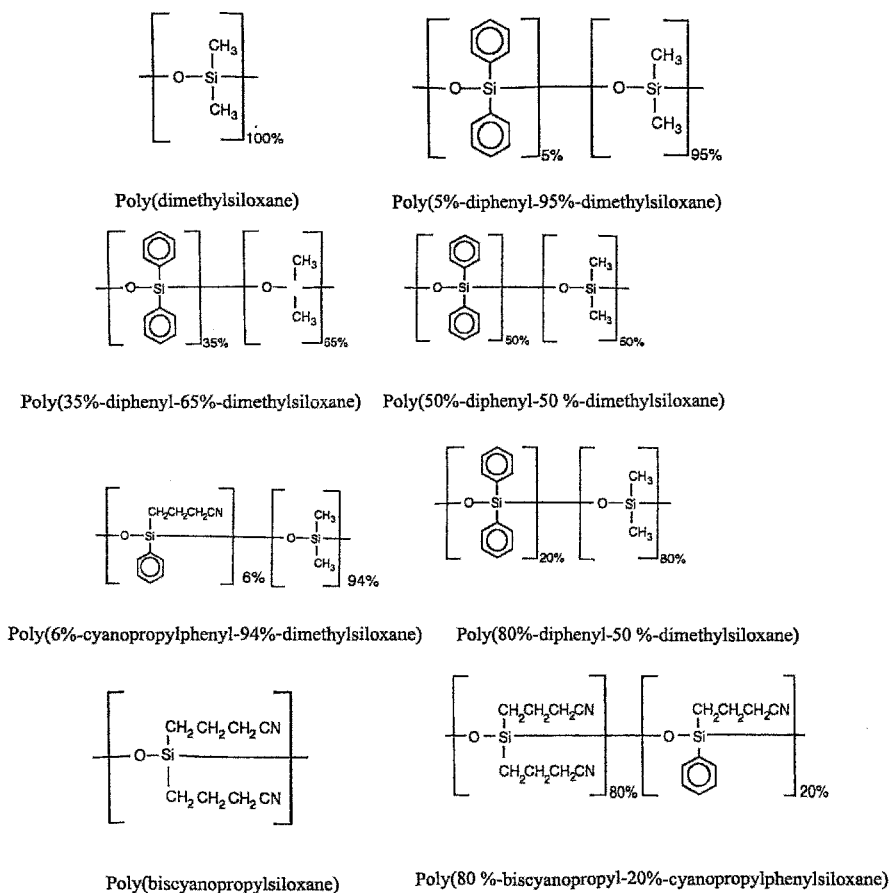 CH3
O—Si
CH3
100%
Poly(dimethylsiloxane)
O—Si
5%
CH3
O—Si
CH3
95%
Poly(5%-diphenyl-95%-dimethylsiloxane)
O—Si
35%
CH3
O
CH3
65%
Poly(35%-diphenyl-65%-dimethylsiloxane)
O—Si
50%
CH3
O—Si
CH3
50%
Poly(50%-diphenyl-50 %-dimethylsiloxane)
CH2CH2CH2CN
O—Si
6%
CH3
O—Si
CH3
94%
Poly(6%-cyanopropylphenyl-94%-dimethylsiloxane)
O—Si
20%
CH3
O—Si
CH3
80%
Poly(80%-diphenyl-50 %-dimethylsiloxane)
CH2 CH2 CH2 CN
O—Si
CH2 CH2 CH2 CN
Poly(biscyanopropylsiloxane)
CH2CH2CH2CN
O—Si
CH2CH2CH2CN
80%
CH2CH2CH2CN
O—Si
20%
Poly(80 %-biscyanopropyl-20%-cyanopropylphenylsiloxane)